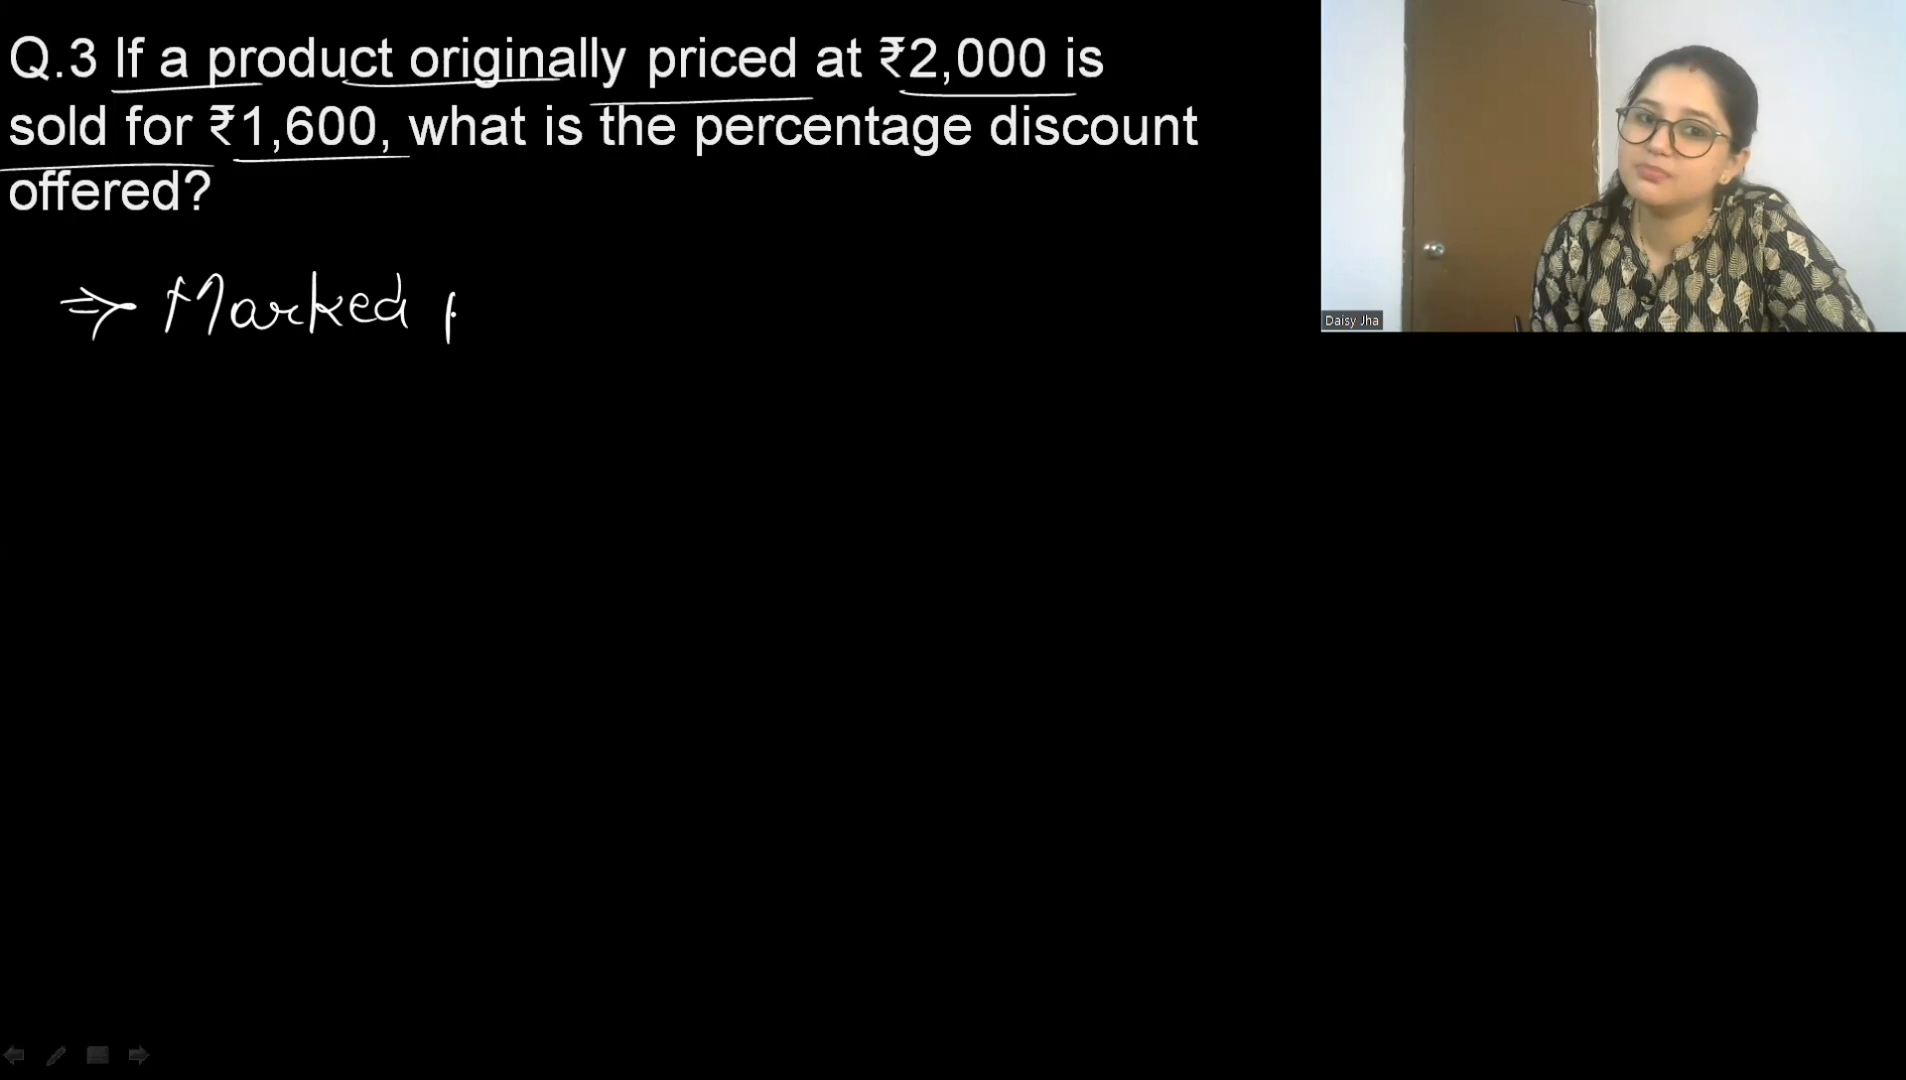 Q.3 If a product originally priced at ₹2,000 is
sold for ₹1,600, what is the percentage discount
offered?
⇒ Marked
Daisy Jha